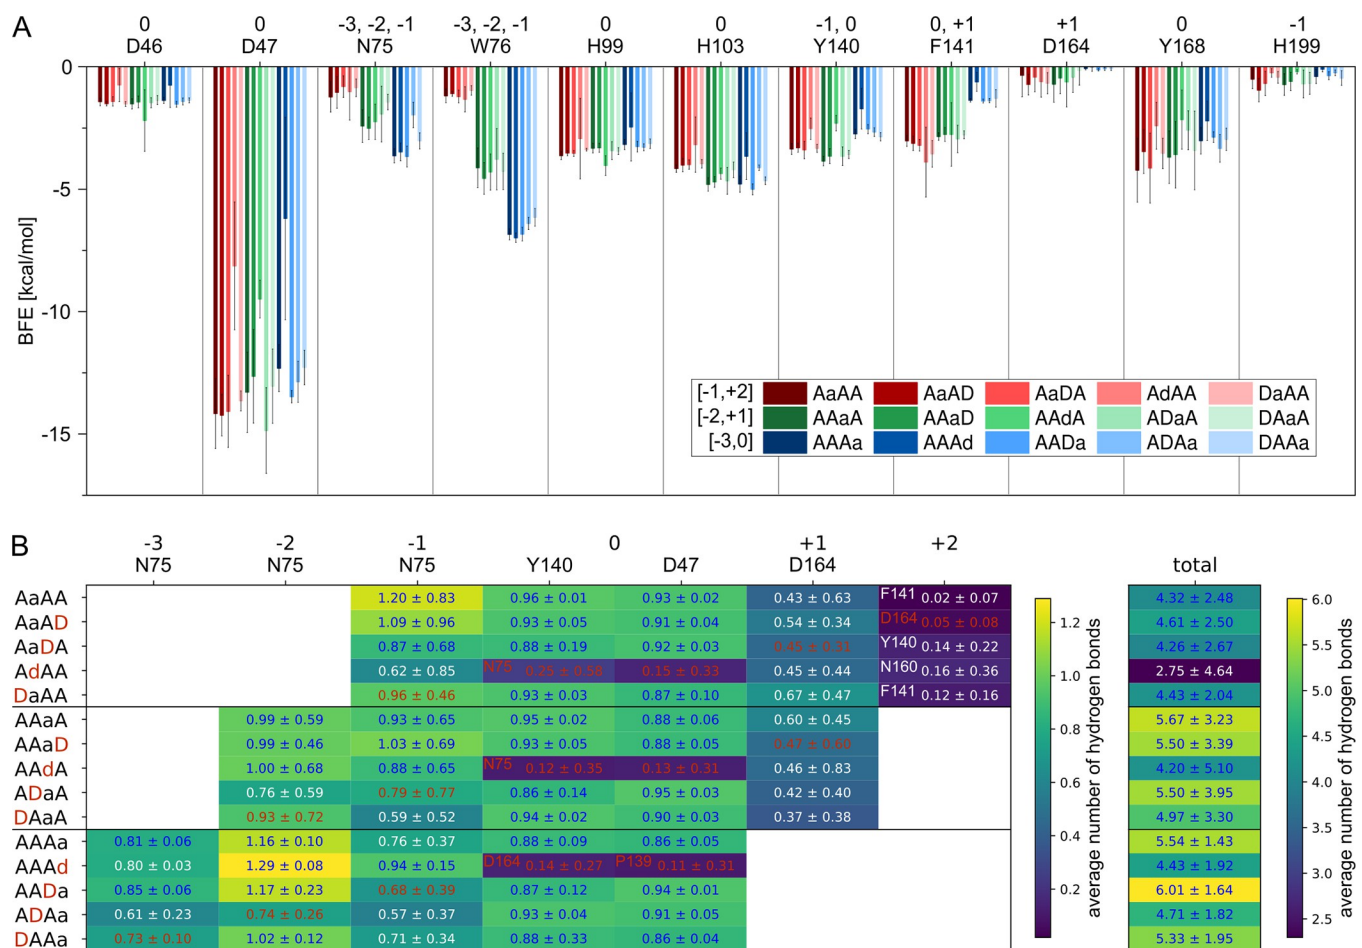 A
0 0 -3, -2, -1 -3, -2, -1 0 0 -1, 0 0, +1 +1 0 -1
D46 D47 N75 W76 H99 H103 Y140 F141 D164 Y168 H199
0
-5
-10
-15
BFE [kcal/mol]
[-1,+2] AaAA AaAD AaDA AdAA DaAA
[-2,+1] AAaA AAaD AAdA ADaA DAaA
[-3,0] AAAa AAAd AADa ADAa DAAa
B
-3 -2 -1 0 +1 +2
N75 N75 N75 Y140 D47 D164 total
AaAA 1.20 ± 0.83 0.96 ± 0.01 0.93 ± 0.02 0.43 ± 0.63 F141 0.02 ± 0.07 4.32 ± 2.48
AaAD 1.09 ± 0.96 0.93 ± 0.05 0.91 ± 0.04 0.54 ± 0.34 D164 0.05 ± 0.08 4.61 ± 2.50
AaDA 0.87 ± 0.68 0.88 ± 0.19 0.92 ± 0.03 0.45 ± 0.31 Y140 0.14 ± 0.22 4.26 ± 2.67
AdAA 0.62 ± 0.85 N75 0.25 ± 0.58 0.15 ± 0.33 0.45 ± 0.44 N160 0.16 ± 0.36 2.75 ± 4.64
DaAA 0.96 ± 0.46 0.93 ± 0.03 0.87 ± 0.10 0.67 ± 0.47 F141 0.12 ± 0.16 4.43 ± 2.04
AAaA 0.99 ± 0.59 0.93 ± 0.65 0.95 ± 0.02 0.88 ± 0.06 0.60 ± 0.45 5.67 ± 3.23
AAaD 0.99 ± 0.46 1.03 ± 0.69 0.93 ± 0.05 0.88 ± 0.05 0.47 ± 0.60 5.50 ± 3.39
AAdA 1.00 ± 0.68 0.88 ± 0.65 N75 0.12 ± 0.35 0.13 ± 0.31 0.46 ± 0.83 4.20 ± 5.10
ADaA 0.76 ± 0.59 0.79 ± 0.77 0.86 ± 0.14 0.95 ± 0.03 0.42 ± 0.40 5.50 ± 3.95
DAaA 0.93 ± 0.72 0.59 ± 0.52 0.94 ± 0.02 0.90 ± 0.03 0.37 ± 0.38 4.97 ± 3.30
AAAa 0.81 ± 0.06 1.16 ± 0.10 0.76 ± 0.37 0.88 ± 0.09 0.86 ± 0.05 5.54 ± 1.43
AAAd 0.80 ± 0.03 1.29 ± 0.08 0.94 ± 0.15 D164 0.14 ± 0.27 P139 0.11 ± 0.31 4.43 ± 1.92
AADa 0.85 ± 0.06 1.17 ± 0.23 0.68 ± 0.39 0.87 ± 0.12 0.94 ± 0.01 6.01 ± 1.64
ADAa 0.61 ± 0.23 0.74 ± 0.26 0.57 ± 0.37 0.93 ± 0.04 0.91 ± 0.05 4.71 ± 1.82
DAAa 0.73 ± 0.10 1.02 ± 0.12 0.71 ± 0.34 0.88 ± 0.33 0.86 ± 0.04 5.33 ± 1.95
1.2
1.0
0.8
0.6
0.4
0.2
average number of hydrogen bonds
6.0
5.5
5.0
4.5
4.0
3.5
3.0
2.5
average number of hydrogen bonds